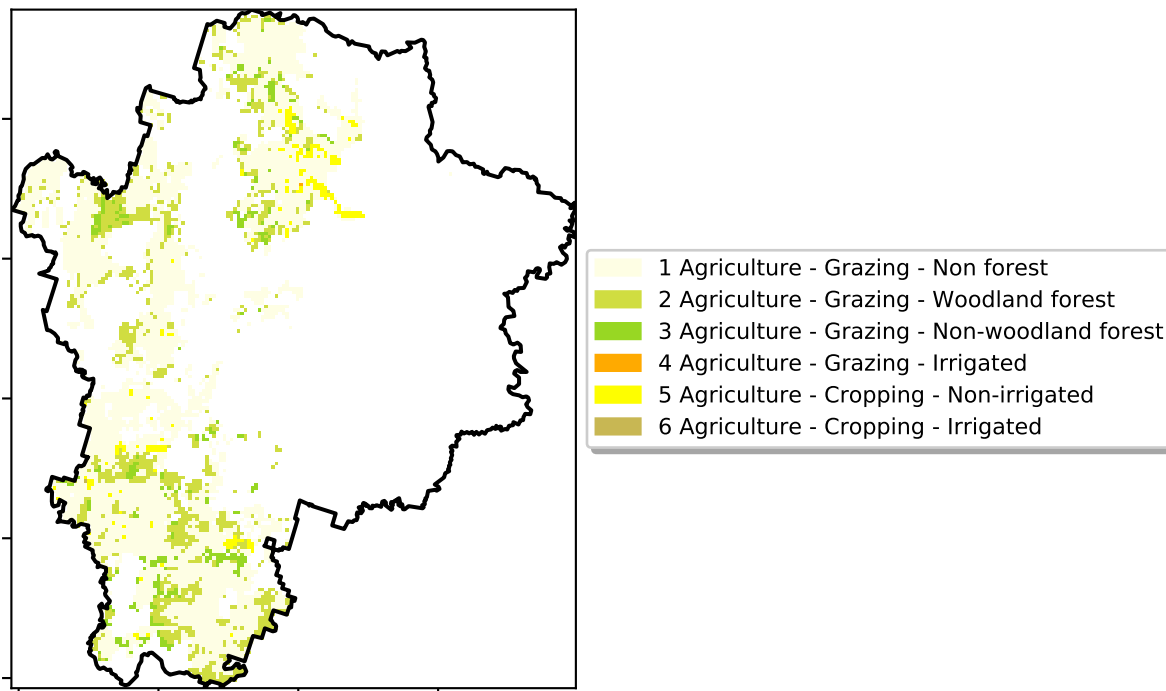 1 Agriculture - Grazing - Non forest
2 Agriculture - Grazing - Woodland forest
3 Agriculture - Grazing - Non-woodland forest
4 Agriculture - Grazing - Irrigated
5 Agriculture - Cropping - Non-irrigated
6 Agriculture - Cropping - Irrigated